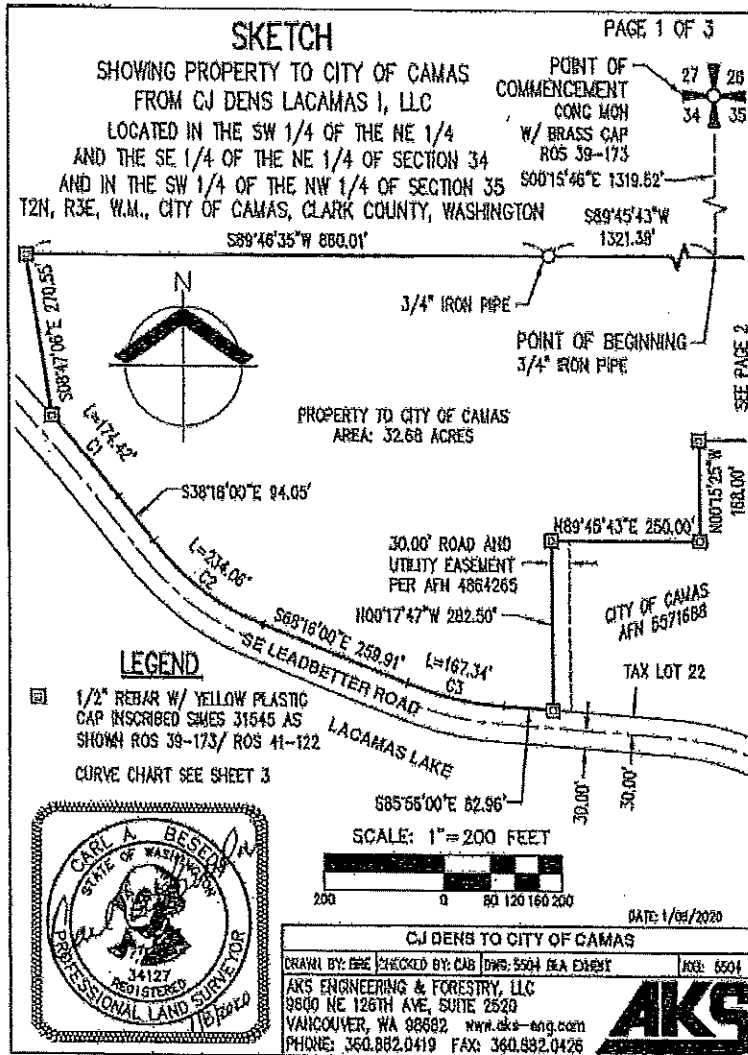 SKETCH
PAGE 1 OF 3
SHOWING PROPERTY TO CITY OF CAMAS
FROM CJ DENS LACAMAS I, LLC
LOCATED IN THE SW 1/4 OF THE NE 1/4
AND THE SE 1/4 OF THE NE 1/4 OF SECTION 34
AND IN THE SW 1/4 OF THE NW 1/4 OF SECTION 35
T2N, R3E, W.M., CITY OF CAMAS, CLARK COUNTY, WASHINGTON
POINT OF
COMMENCEMENT
CONC MON
W/ BRASS CAP
ROS 39-173
27 26
34 35
S00°15'46"E 1319.52'
S89°45'43"W
1321.39'
S89°46'35"W 860.01'
3/4" IRON PIPE
POINT OF BEGINNING
3/4" IRON PIPE
SEE PAGE 2
N
S08°47'06"E 270.55'
L=174.42'
C1
PROPERTY TO CITY OF CAMAS
AREA: 32.68 ACRES
S38°16'00"E 94.05'
L=234.06'
C2
S68°16'00"E 259.91'
L=167.34'
C3
SE LEADBETTER ROAD
LACAMAS LAKE
S85°55'00"E 82.96'
30.00' ROAD AND
UTILITY EASEMENT
PER AFN 4864265
N00°17'47"W 282.50'
N89°45'43"E 250.00'
N00°15'25"W
168.00'
CITY OF CAMAS
AFN 5571688
TAX LOT 22
30.00'
30.00'
LEGEND
1/2" REBAR W/ YELLOW PLASTIC
CAP INSCRIBED SIMES 31545 AS
SHOWN ROS 39-173/ ROS 41-122
CURVE CHART SEE SHEET 3
CARL A. BESEDA
STATE OF WASHINGTON
34127
REGISTERED
PROFESSIONAL LAND SURVEYOR
SCALE: 1"=200 FEET
200 0 80 120 160 200
DATE: 1/08/2020
CJ DENS TO CITY OF CAMAS
DRAWN BY: BRE CHECKED BY: CAB DWG: 5504 BLA EXHIBIT JOB: 5504
AKS ENGINEERING & FORESTRY, LLC
9600 NE 126TH AVE, SUITE 2520
VANCOUVER, WA 98682 www.aks-eng.com
PHONE: 360.882.0419 FAX: 360.882.0426
AKS